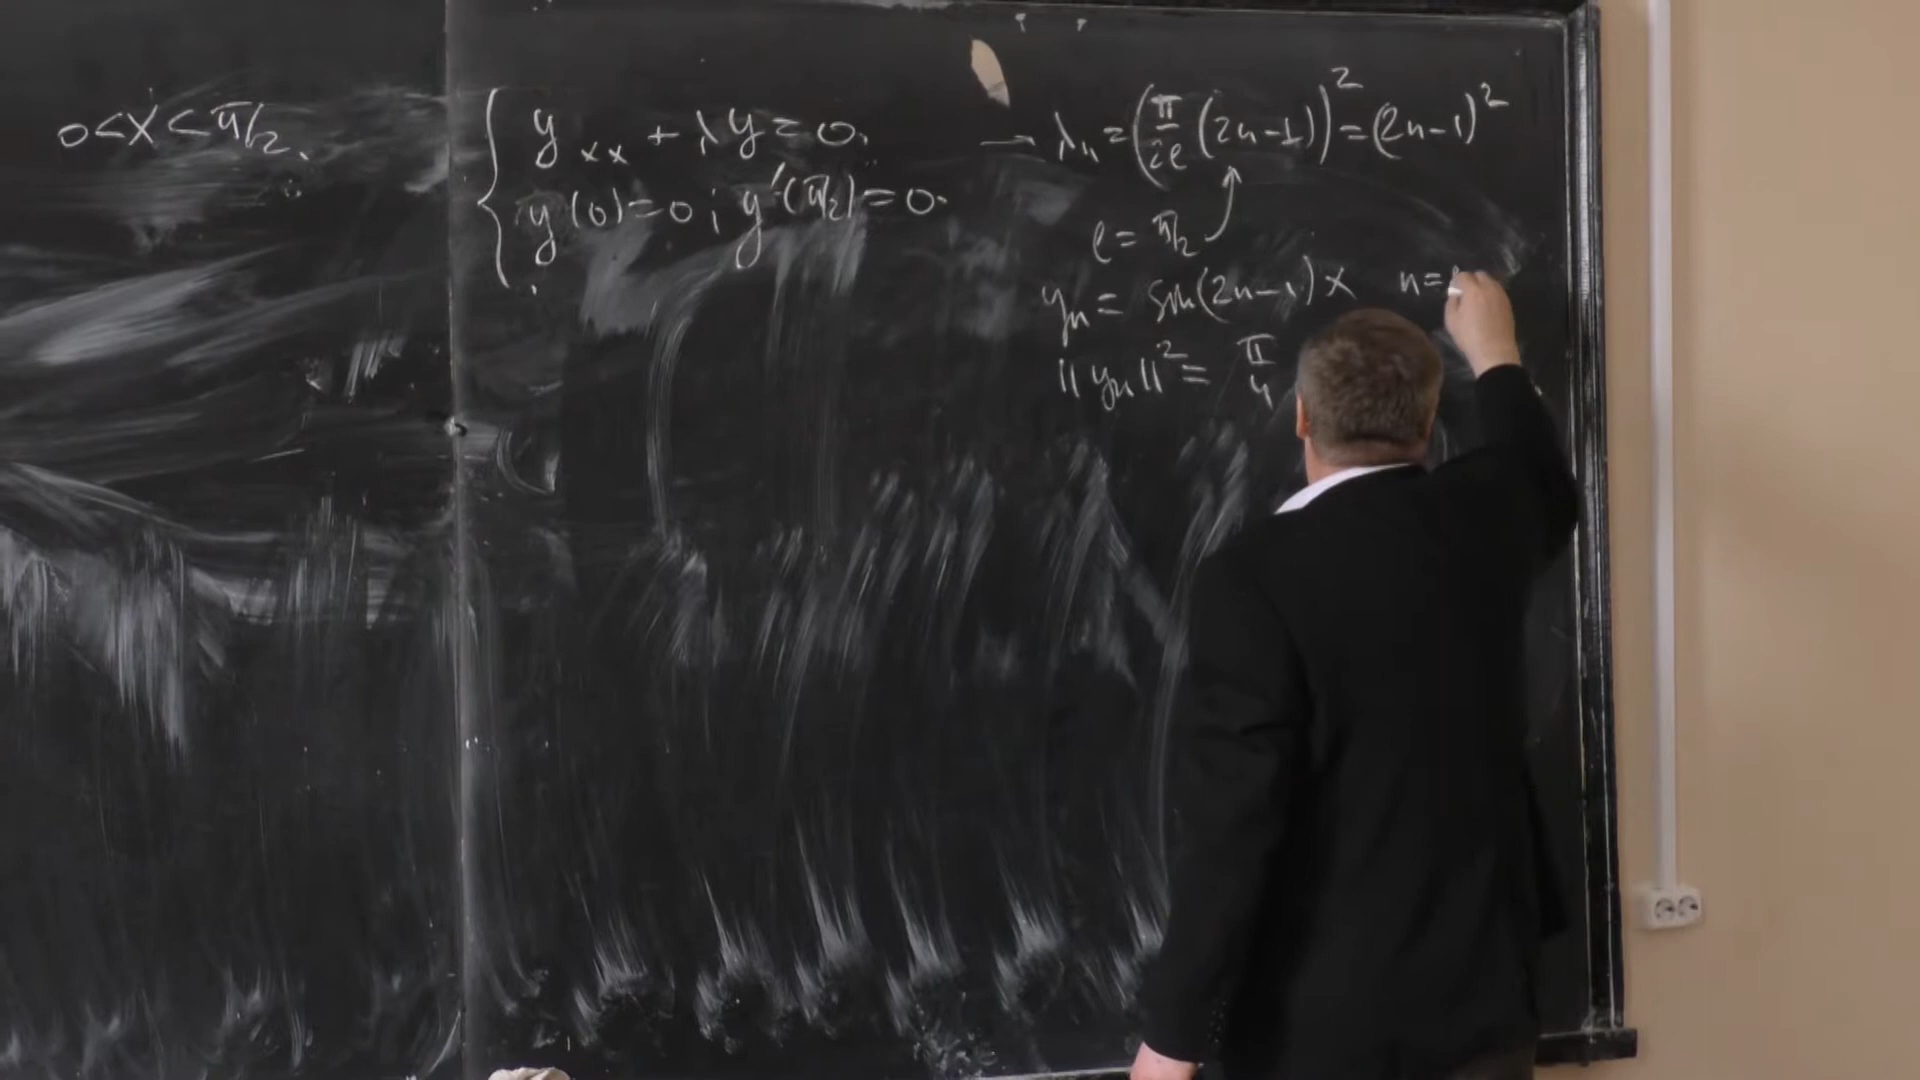 0<x<π/2.
{ y_xx + λy = 0.
y(0)=0; y'(π/2)=0.
→ λ_n = (π/2ℓ (2n-1))² = (2n-1)²
ℓ = π/2
y_n = sin(2n-1)x n=
||y_n||² = π/4